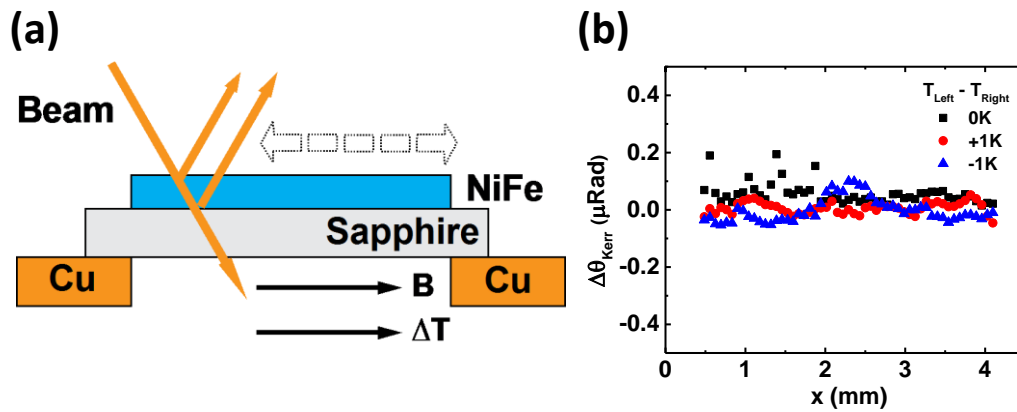 (a)
Beam
NiFe
Sapphire
Cu
Cu
B
ΔT
(b)
0.4
0.2
0.0
-0.2
-0.4
Δθ_Kerr (μRad)
T_Left - T_Right
0K
+1K
-1K
0 1 2 3 4
x (mm)